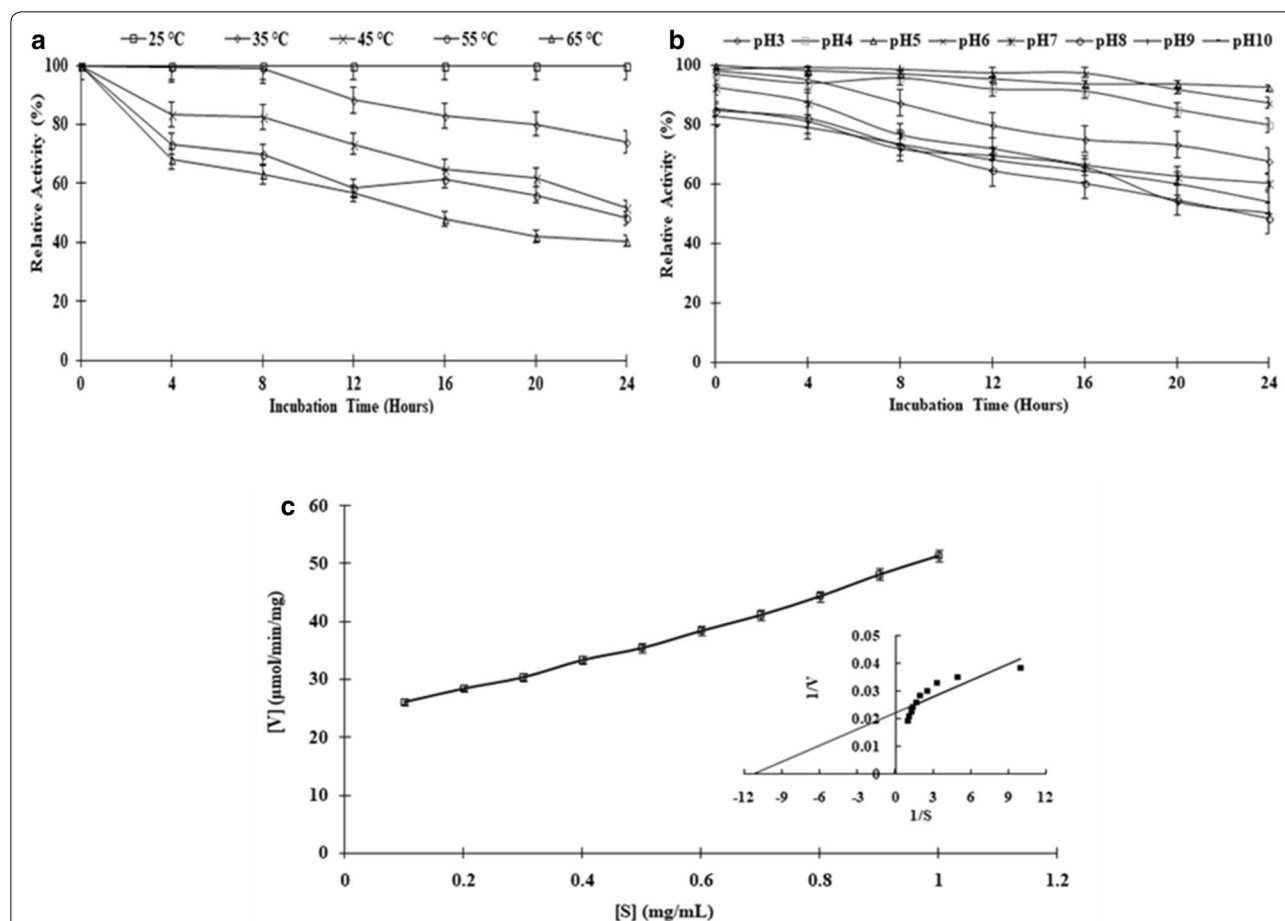 a
25 ºC 35 ºC 45 ºC 55 ºC 65 ºC
Relative Activity (%)
100
80
60
40
20
0
0 4 8 12 16 20 24
Incubation Time (Hours)
b
pH3 pH4 pH5 pH6 pH7 pH8 pH9 pH10
Relative Activity (%)
100
80
60
40
20
0
0 4 8 12 16 20 24
Incubation Time (Hours)
c
[V] (µmol/min/mg)
60
50
40
30
20
10
0
0 0.2 0.4 0.6 0.8 1 1.2
[S] (mg/mL)
1/V
0.05
0.04
0.03
0.02
0.01
0
-12 -9 -6 -3 0 3 6 9 12
1/S